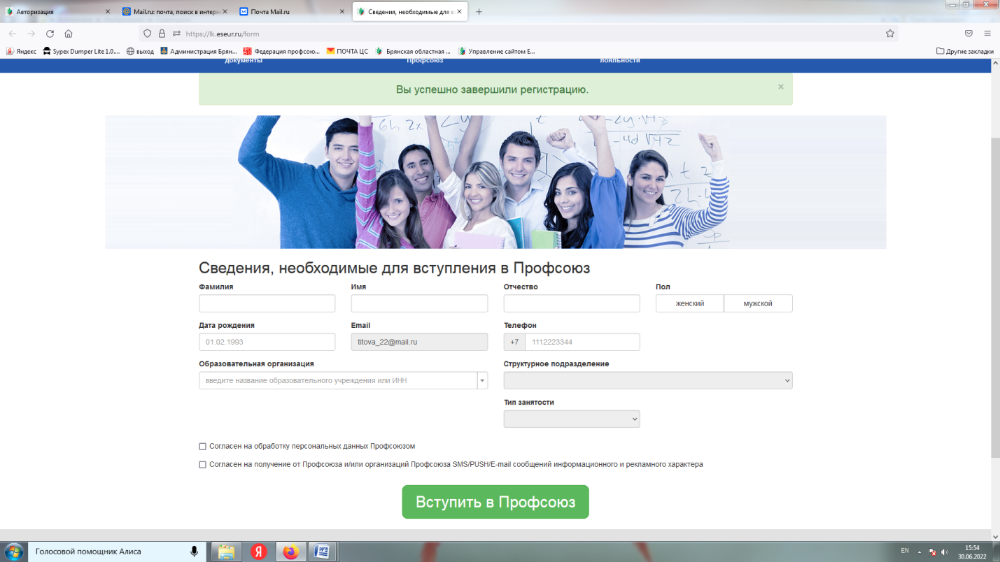 Авторизация
Mail.ru: почта, поиск в интерн
Почта Mail.ru
Сведения, необходимые для в
https://lk.eseur.ru/form
Яндекс
Sypex Dumper Lite 1.0....
выход
Администрация Брян...
Федерация профсою...
ПОЧТА ЦС
Брянская областная ...
Управление сайтом Е...
Другие закладки
документы
Профсоюз
лояльности
Вы успешно завершили регистрацию.
Сведения, необходимые для вступления в Профсоюз
Фамилия
Имя
Отчество
Пол
женский
мужской
Дата рождения
Email
Телефон
01.02.1993
titova_22@mail.ru
+7
1112223344
Образовательная организация
Структурное подразделение
введите название образовательного учреждения или ИНН
Тип занятости
Согласен на обработку персональных данных Профсоюзом
Согласен на получение от Профсоюза и/или организаций Профсоюза SMS/PUSH/E-mail сообщений информационного и рекламного характера
Вступить в Профсоюз
Голосовой помощник Алиса
EN
15:54
30.06.2022